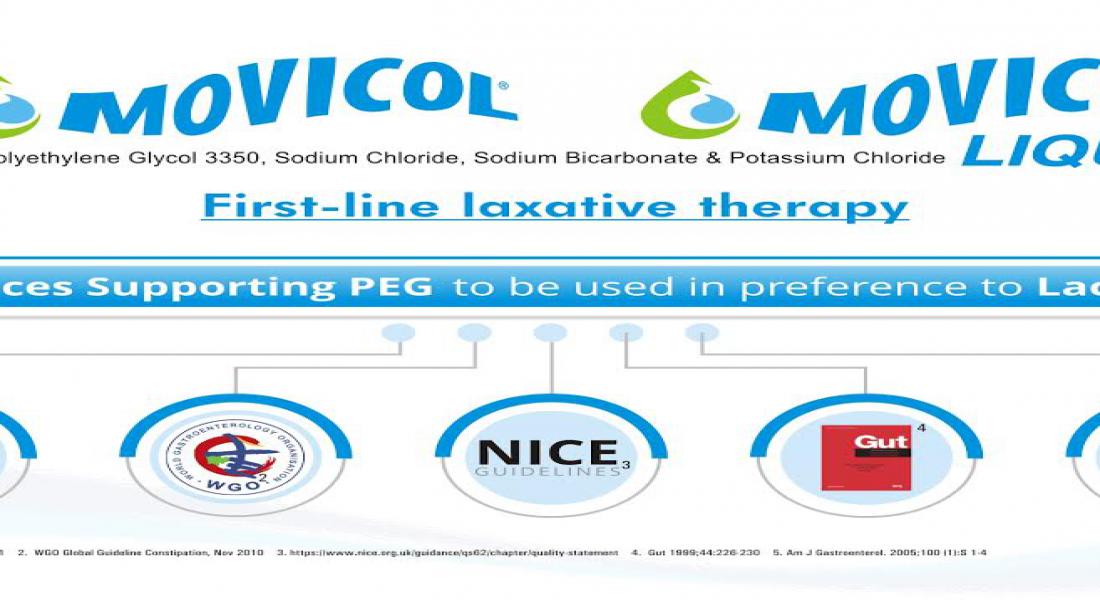 MOVICOL®
MOVIC
LIQU
olyethylene Glycol 3350, Sodium Chloride, Sodium Bicarbonate & Potassium Chloride
First-line laxative therapy
ces Supporting PEG to be used in preference to Lac
WORLD GASTROENTEROLOGY ORGANISATION
WGO 2
NICE
GUIDELINES 3
Gut 4
1 2. WGO Global Guideline Constipation, Nov 2010 3. https://www.nice.org.uk/guidance/qs62/chapter/quality-statement 4. Gut 1999;44:226-230 5. Am J Gastroenterol. 2005;100 (1):S 1-4